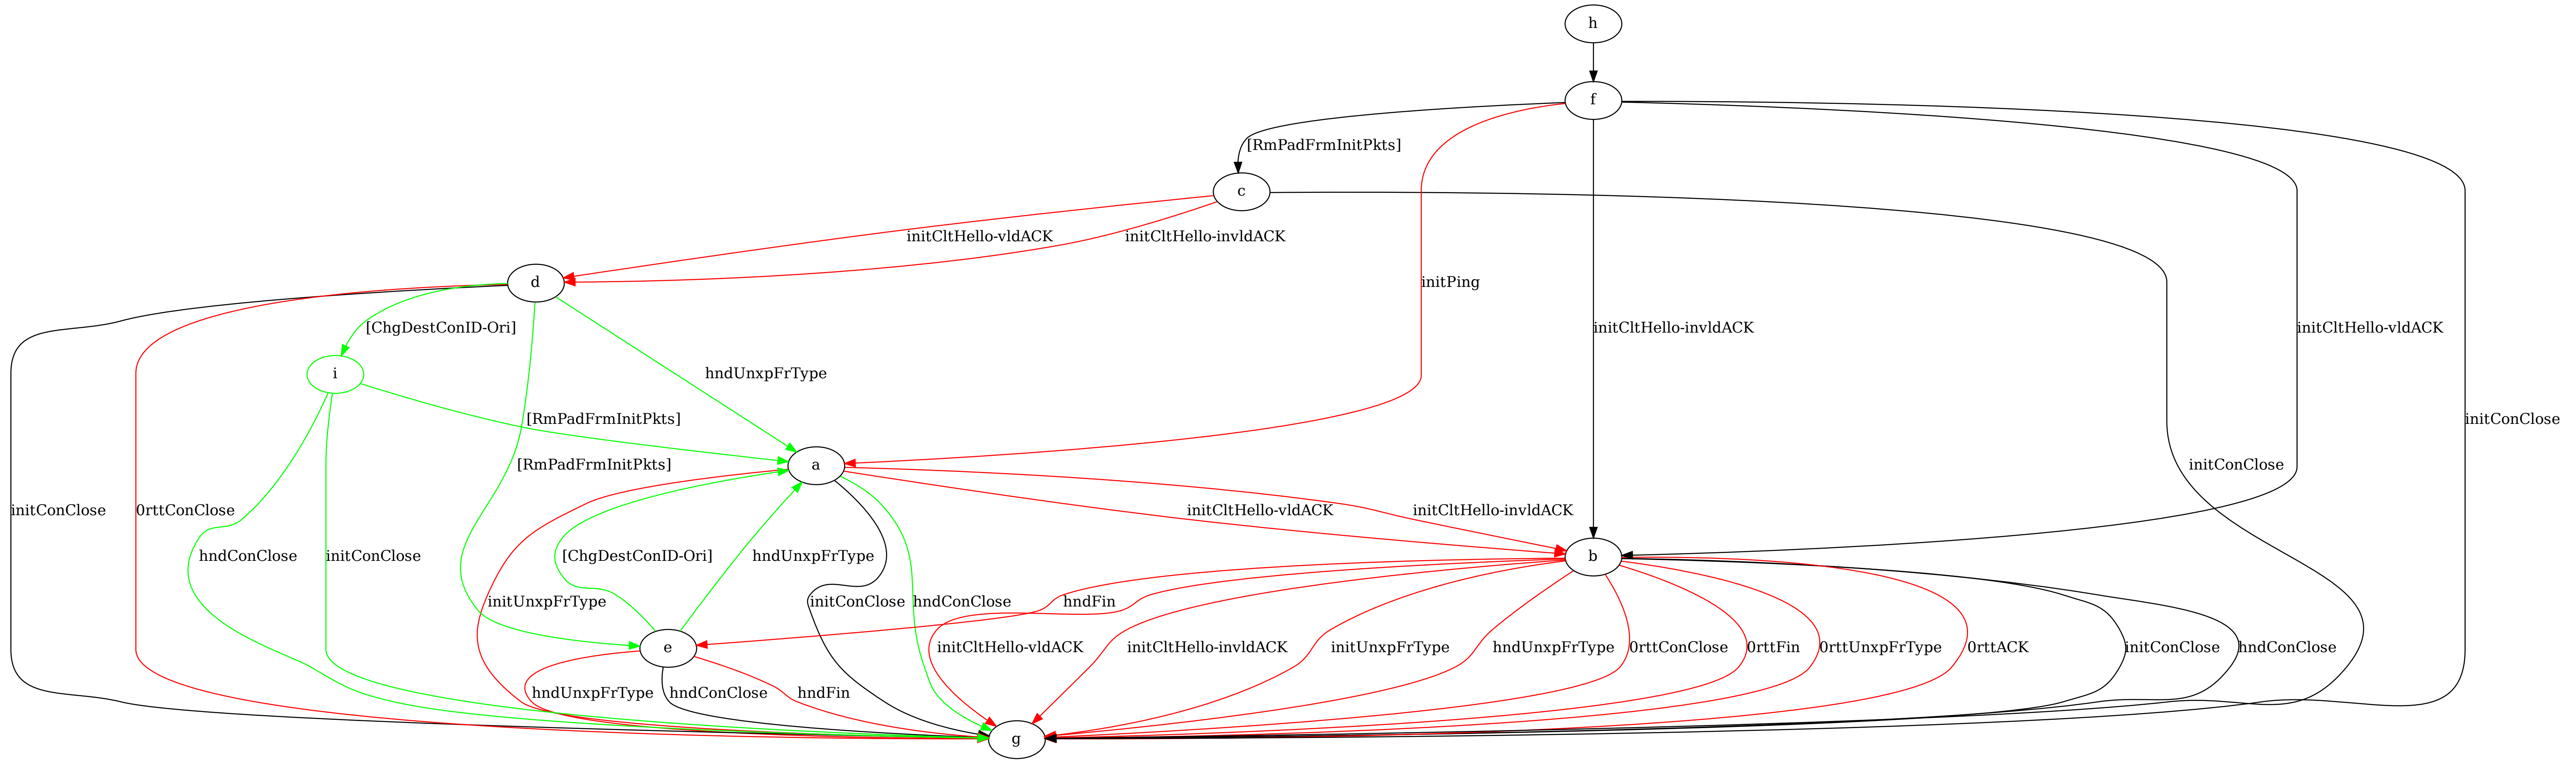 h
f
[RmPadFrmInitPkts]
c
initCltHello-vldACK
initCltHello-invldACK
d
initPing
[ChgDestConID-Ori]
initCltHello-invldACK
initCltHello-vldACK
i
hndUnxpFrType
[RmPadFrmInitPkts]
initConClose
[RmPadFrmInitPkts]
a
initConClose
initConClose
0rttConClose
initCltHello-vldACK
initCltHello-invldACK
hndConClose
initConClose
[ChgDestConID-Ori]
hndUnxpFrType
b
initUnxpFrType
initConClose
hndConClose
hndFin
e
initCltHello-vldACK
initCltHello-invldACK
initUnxpFrType
hndUnxpFrType
0rttConClose
0rttFin
0rttUnxpFrType
0rttACK
initConClose
hndConClose
hndUnxpFrType
hndConClose
hndFin
g